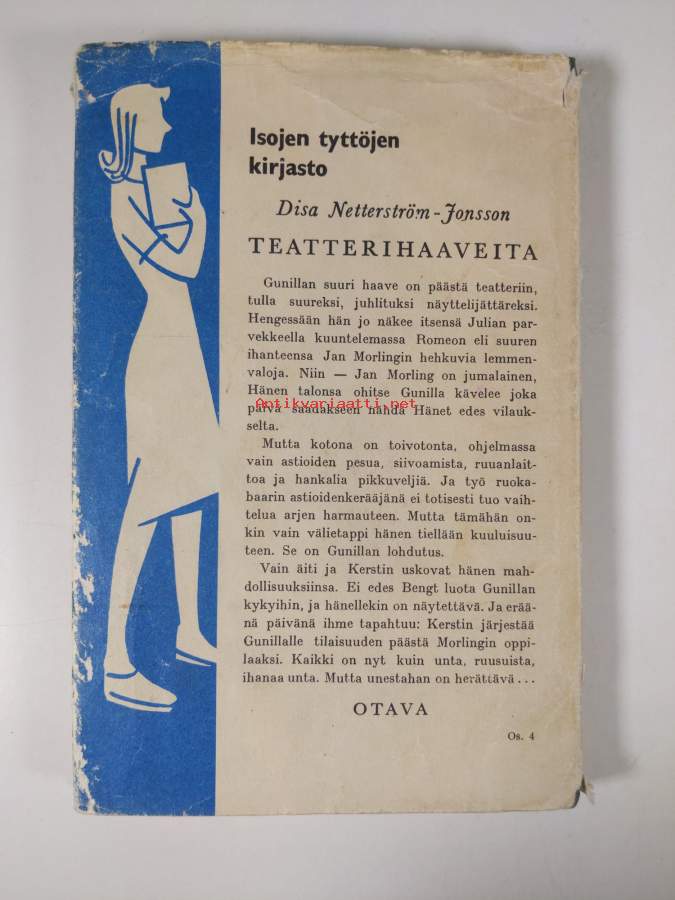 Isojen tyttöjen
kirjasto
Disa Netterström-Jonsson
TEATTERIHAAVEITA
Gunillan suuri haave on päästä teatteriin,
tulla suureksi, juhlituksi näyttelijättäreksi.
Hengessään hän jo näkee itsensä Julian par-
vekkeella kuuntelemassa Romeon eli suuren
ihanteensa Jan Morlingin hehkuvia lemmen-
valoja. Niin — Jan Morling on jumalainen,
Hänen talonsa ohitse Gunilla kävelee joka
Antikvariaatti.net
päivä saadakseen nähdä Hänet edes vilauk-
selta.
Mutta kotona on toivotonta, ohjelmassa
vain astioiden pesua, siivoamista, ruuanlait-
toa ja hankalia pikkuveljiä. Ja työ ruoka-
baarin astioidenkerääjänä ei totisesti tuo vaih-
telua arjen harmauteen. Mutta tämähän on-
kin vain välietappi hänen tiellään kuuluisuu-
teen. Se on Gunillan lohdutus.
Vain äiti ja Kerstin uskovat hänen mah-
dollisuuksiinsa. Ei edes Bengt luota Gunillan
kykyihin, ja hänellekin on näytettävä. Ja erää-
nä päivänä ihme tapahtuu: Kerstin järjestää
Gunillalle tilaisuuden päästä Morlingin oppi-
laaksi. Kaikki on nyt kuin unta, ruusuista,
ihanaa unta. Mutta unestahan on herättävä...
OTAVA
Os. 4